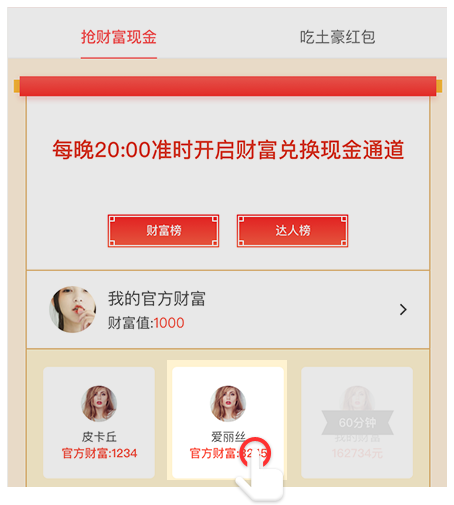 抢财富现金
吃土豪红包
每晚20:00准时开启财富兑换现金通道
财富榜
达人榜
我的官方财富
财富值:1000
皮卡丘
官方财富:1234
爱丽丝
官方财富:
60分钟
162734元